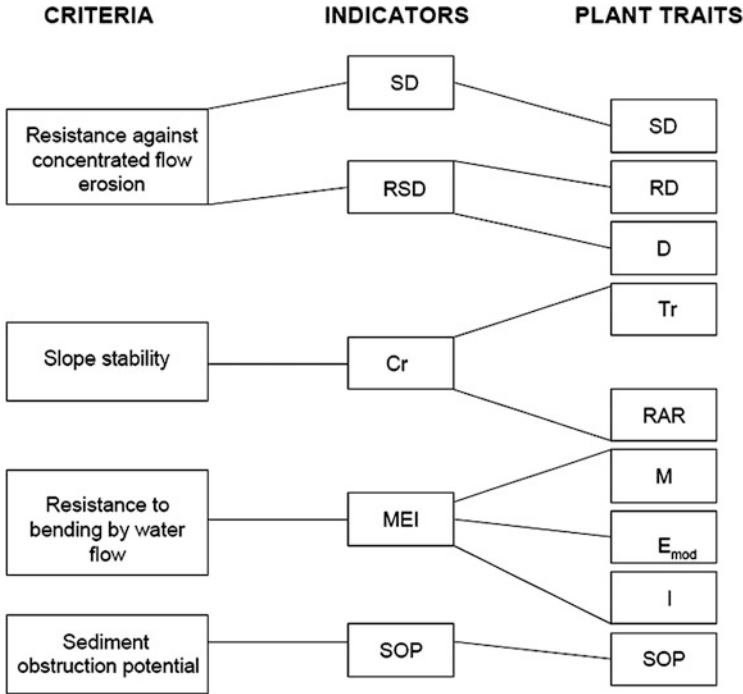 CRITERIA INDICATORS PLANT TRAITS
SD
SD
Resistance against
concentrated flow
erosion
RSD
RD
D
Tr
Slope stability
Cr
RAR
M
Resistance to
bending by water
flow
MEI
Emod
I
Sediment
obstruction potential
SOP
SOP